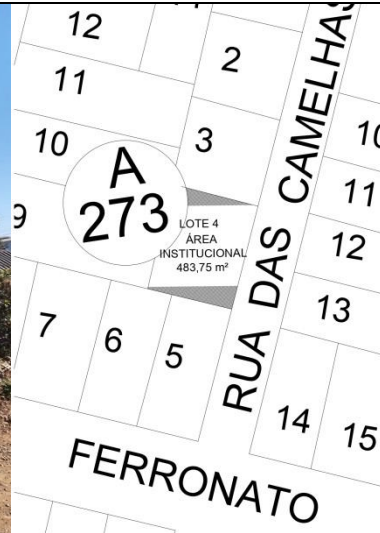 12
2
11
3
10
A
273
9
LOTE 4
ÁREA
INSTITUCIONAL
483,75 m²
RUA DAS CAMELHAS
10
11
12
13
7
6
5
14
15
FERRONATO